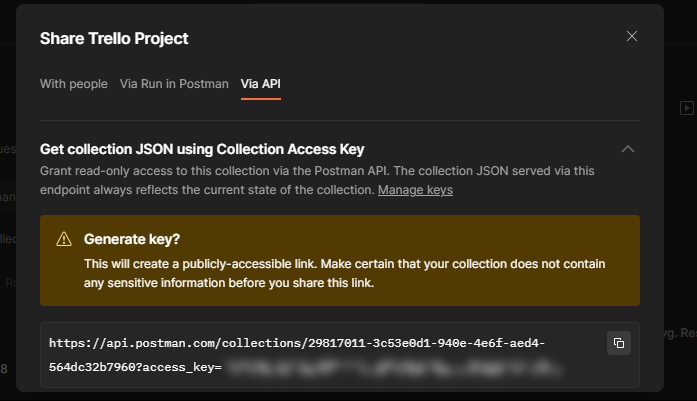 Share Trello Project
With people Via Run in Postman Via API
Get collection JSON using Collection Access Key
Grant read-only access to this collection via the Postman API. The collection JSON served via this
endpoint always reflects the current state of the collection. Manage keys
Generate key?
This will create a publicly-accessible link. Make certain that your collection does not contain
any sensitive information before you share this link.
https://api.postman.com/collections/29817011-3c53e0d1-940e-4e6f-aed4-
564dc32b7960?access_key=
vg. Res
8